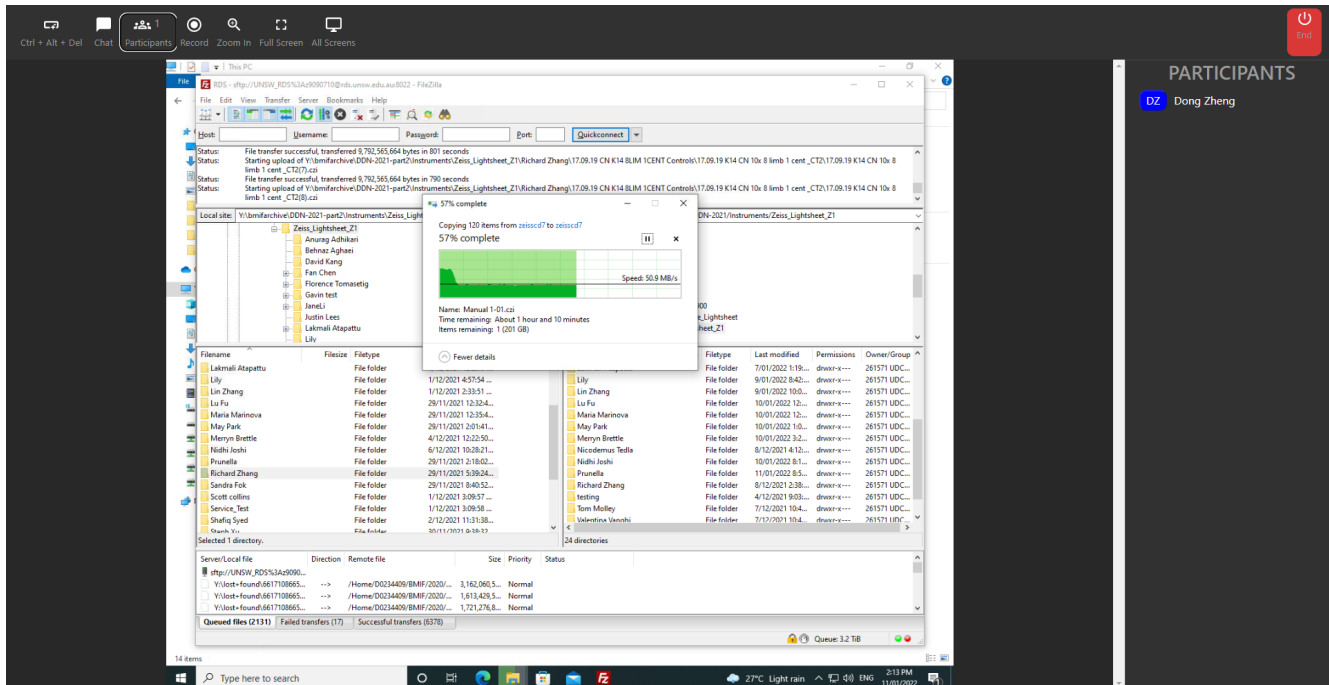 Ctrl + Alt + Del Chat Participants 1 Record Zoom In Full Screen All Screens End
PARTICIPANTS
DZ Dong Zheng
This PC
File
RDS - sftp://UNSW_RDS%3Az9090710@rds.unsw.edu.au:8022 - FileZilla
File Edit View Transfer Server Bookmarks Help
Host: Username: Password: Port: Quickconnect
Status: File transfer successful, transferred 9,792,565,664 bytes in 801 seconds
Status: Starting upload of Y:\bmifarchive\DDN-2021-part2\Instruments\Zeiss_Lightsheet_Z1\Richard Zhang\17.09.19 CN K14 8LIM 1CENT Controls\17.09.19 K14 CN 10x 8 limb 1 cent _CT2\17.09.19 K14 CN 10x 8
limb 1 cent _CT2(7).czi
Status: File transfer successful, transferred 9,792,565,664 bytes in 790 seconds
Status: Starting upload of Y:\bmifarchive\DDN-2021-part2\Instruments\Zeiss_Lightsheet_Z1\Richard Zhang\17.09.19 CN K14 8LIM 1CENT Controls\17.09.19 K14 CN 10x 8 limb 1 cent _CT2\17.09.19 K14 CN 10x 8
limb 1 cent _CT2(8).czi
Local site: Y:\bmifarchive\DDN-2021-part2\Instruments\Zeiss_Ligh
DN-2021/Instruments/Zeiss_Lightsheet_Z1
Zeiss_Lightsheet_Z1
Anurag Adhikari
Behnaz Aghaei
David Kang
Fan Chen
Florence Tomasetig
Gavin test
JaneLi
Justin Lees
Lakmali Atapattu
Lily
00
e_Lightsheet
heet_Z1
57% complete
Copying 120 items from zeisscd7 to zeisscd7
57% complete
Speed: 50.9 MB/s
Name: Manual 1-01.czi
Time remaining: About 1 hour and 10 minutes
Items remaining: 1 (201 GB)
Fewer details
Filename Filesize Filetype
Filetype Last modified Permissions Owner/Group
Lakmali Atapattu File folder
File folder 7/01/2022 1:19:... drwxr-x--- 261571 UDC...
Lily File folder 1/12/2021 4:57:54 ...
Lily File folder 9/01/2022 8:42:... drwxr-x--- 261571 UDC...
Lin Zhang File folder 1/12/2021 2:33:51 ...
Lin Zhang File folder 9/01/2022 10:0... drwxr-x--- 261571 UDC...
Lu Fu File folder 29/11/2021 12:32:4...
Lu Fu File folder 10/01/2022 12:... drwxr-x--- 261571 UDC...
Maria Marinova File folder 29/11/2021 12:35:4...
Maria Marinova File folder 10/01/2022 12:... drwxr-x--- 261571 UDC...
May Park File folder 29/11/2021 2:01:41...
May Park File folder 10/01/2022 1:0... drwxr-x--- 261571 UDC...
Merryn Brettle File folder 4/12/2021 12:22:50...
Merryn Brettle File folder 10/01/2022 3:2... drwxr-x--- 261571 UDC...
Nidhi Joshi File folder 6/12/2021 10:28:21...
Nicodemus Tedla File folder 8/12/2021 4:12:... drwxr-x--- 261571 UDC...
Prunella File folder 29/11/2021 2:18:02...
Nidhi Joshi File folder 10/01/2022 8:1... drwxr-x--- 261571 UDC...
Richard Zhang File folder 29/11/2021 5:39:24...
Prunella File folder 11/01/2022 8:5... drwxr-x--- 261571 UDC...
Sandra Fok File folder 29/11/2021 8:40:52...
Richard Zhang File folder 8/12/2021 2:38:... drwxr-x--- 261571 UDC...
Scott collins File folder 1/12/2021 3:09:57 ...
testing File folder 4/12/2021 9:03:... drwxr-x--- 261571 UDC...
Service_Test File folder 1/12/2021 3:09:58 ...
Tom Molley File folder 7/12/2021 10:4... drwxr-x--- 261571 UDC...
Shafiq Syed File folder 2/12/2021 11:31:38...
Valentina Vanghi File folder 7/12/2021 10:4... drwxr-x--- 261571 UDC...
Steph Yu File folder 30/11/2021 9:38:32
Selected 1 directory.
24 directories
Server/Local file Direction Remote file Size Priority Status
sftp://UNSW_RDS%3Az9090...
Y:\lost+found\6617108665... --> /Home/D0234409/BMIF/2020/... 3,162,060,5... Normal
Y:\lost+found\6617108665... --> /Home/D0234409/BMIF/2020/... 1,613,429,5... Normal
Y:\lost+found\6617108665... --> /Home/D0234409/BMIF/2020/... 1,721,276,8... Normal
Queued files (2131) Failed transfers (17) Successful transfers (6378)
Queue: 3.2 TiB
14 items
Type here to search
27°C Light rain ENG 2:13 PM
11/01/2022